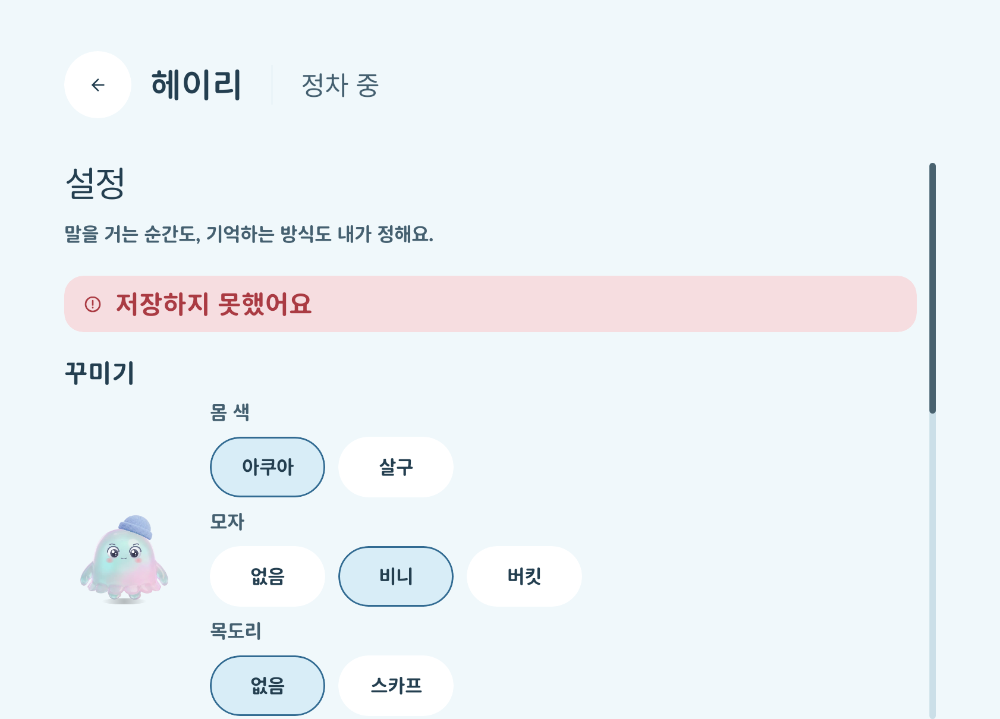 헤이리
정차 중
설정
말을 거는 순간도, 기억하는 방식도 내가 정해요.
저장하지 못했어요
꾸미기
몸 색
아쿠아 살구
모자
없음 비니 버킷
목도리
없음 스카프